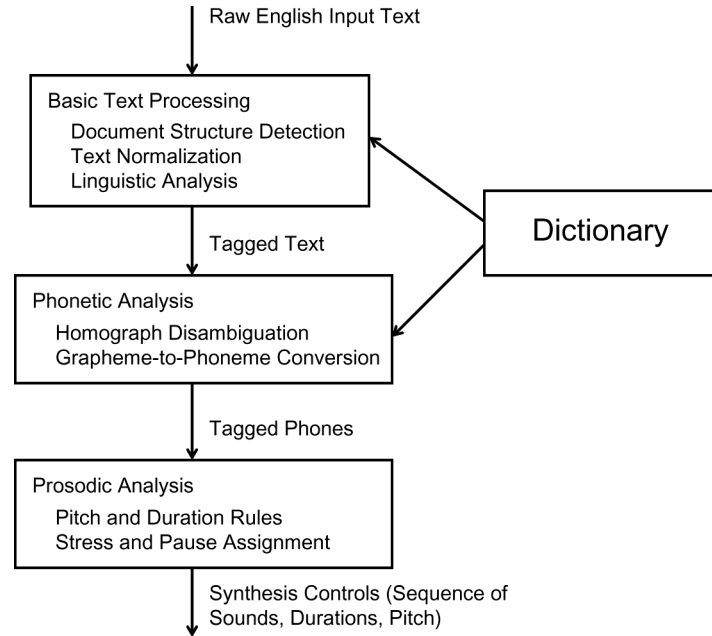 Raw English Input Text
Basic Text Processing
Document Structure Detection
Text Normalization
Linguistic Analysis
Dictionary
Tagged Text
Phonetic Analysis
Homograph Disambiguation
Grapheme-to-Phoneme Conversion
Tagged Phones
Prosodic Analysis
Pitch and Duration Rules
Stress and Pause Assignment
Synthesis Controls (Sequence of
Sounds, Durations, Pitch)